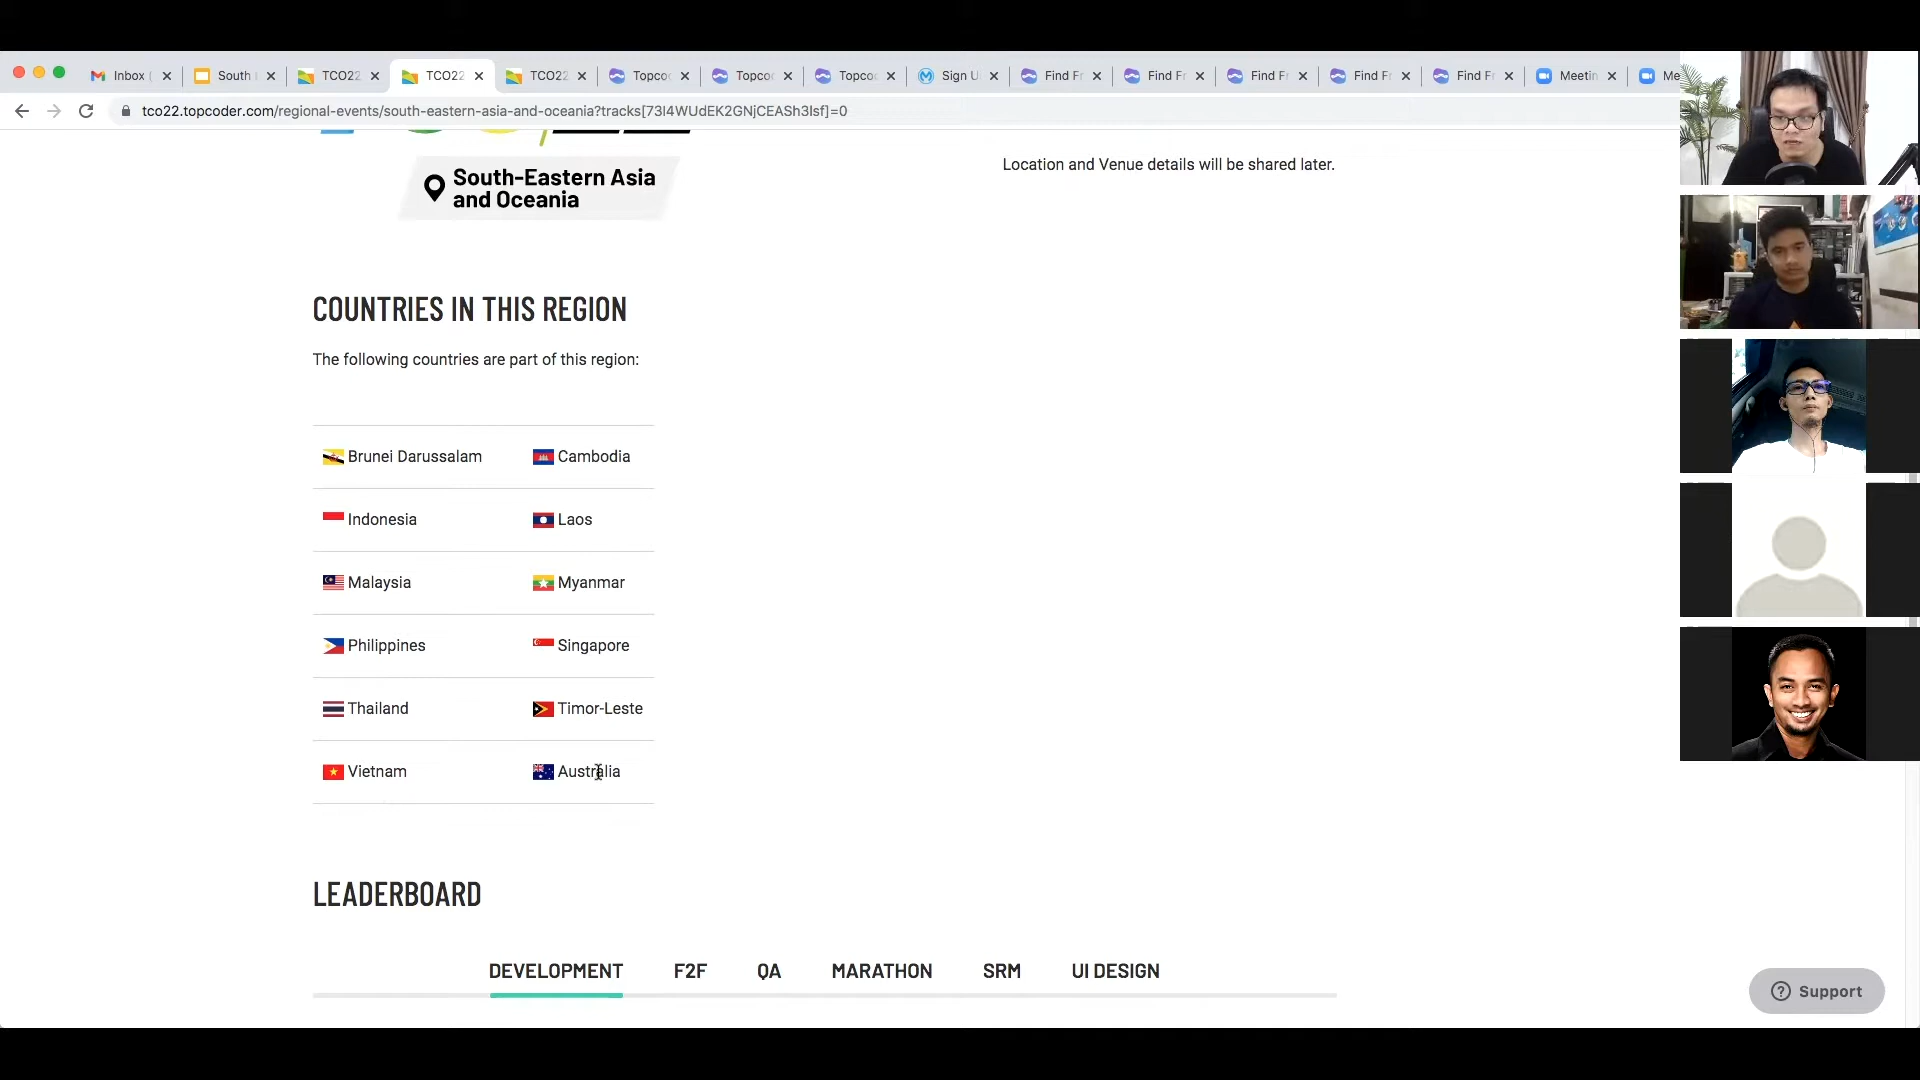 Inbox (
South
TCO22
TCO22
TCO22
Topco
Topco
Topco
Sign U
Find Fr
Find Fr
Find Fr
Find Fr
Find Fr
Meetin
Me
tco22.topcoder.com/regional-events/south-eastern-asia-and-oceania?tracks[73I4WUdEK2GNjCEASh3Isf]=0
South-Eastern Asia
and Oceania
Location and Venue details will be shared later.
COUNTRIES IN THIS REGION
The following countries are part of this region:
Brunei Darussalam Cambodia
Indonesia Laos
Malaysia Myanmar
Philippines Singapore
Thailand Timor-Leste
Vietnam Australia
LEADERBOARD
DEVELOPMENT F2F QA MARATHON SRM UI DESIGN
Support